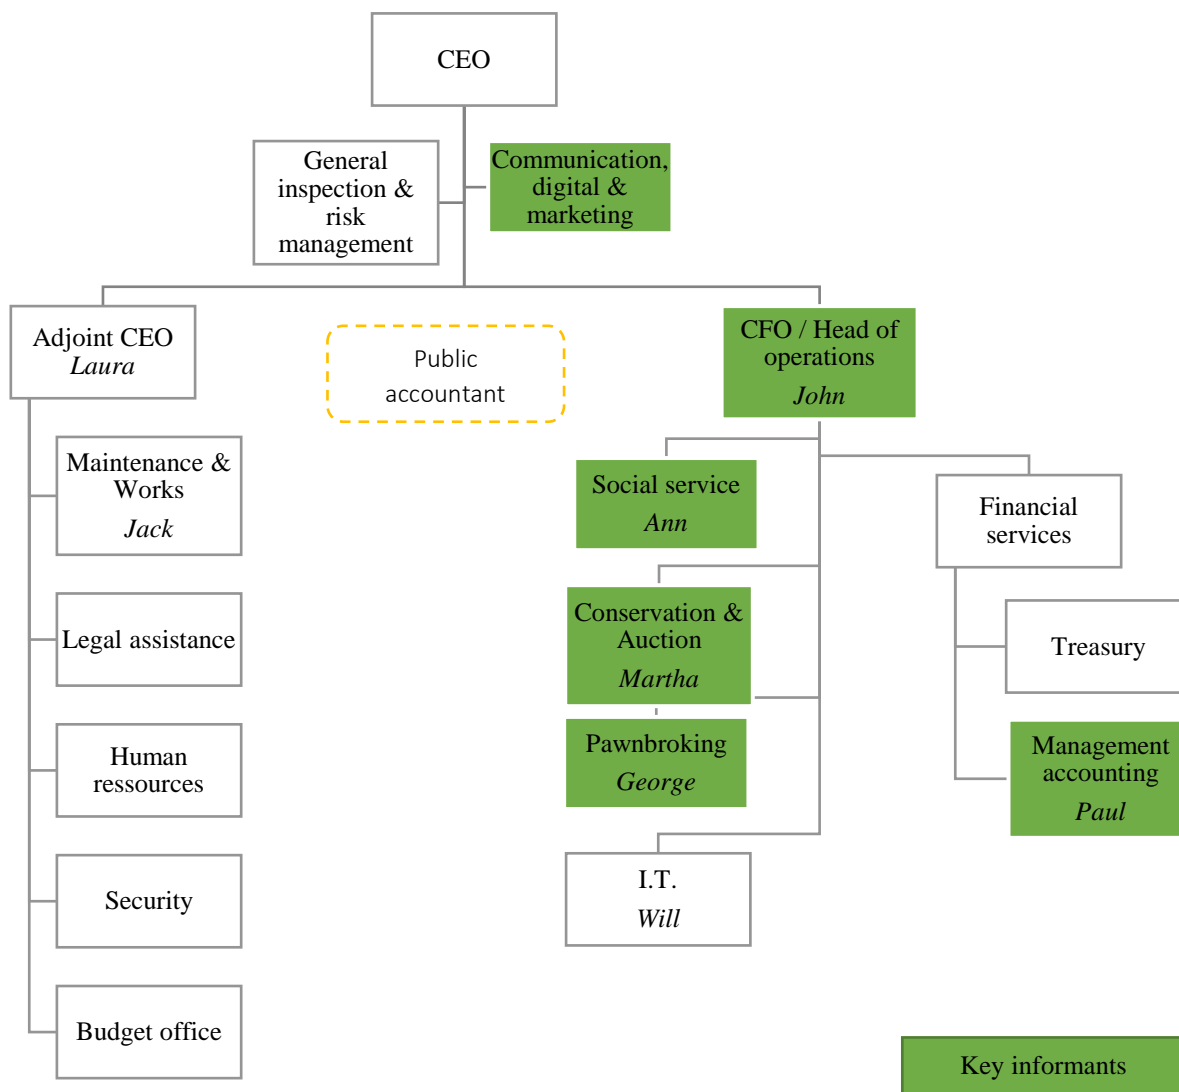 CEO
General
inspection &
risk
management
Communication,
digital &
marketing
Adjoint CEO
Laura
Public
accountant
CFO / Head of
operations
John
Maintenance &
Works
Jack
Legal assistance
Human
ressources
Security
Budget office
Social service
Ann
Conservation &
Auction
Martha
Pawnbroking
George
I.T.
Will
Financial
services
Treasury
Management
accounting
Paul
Key informants